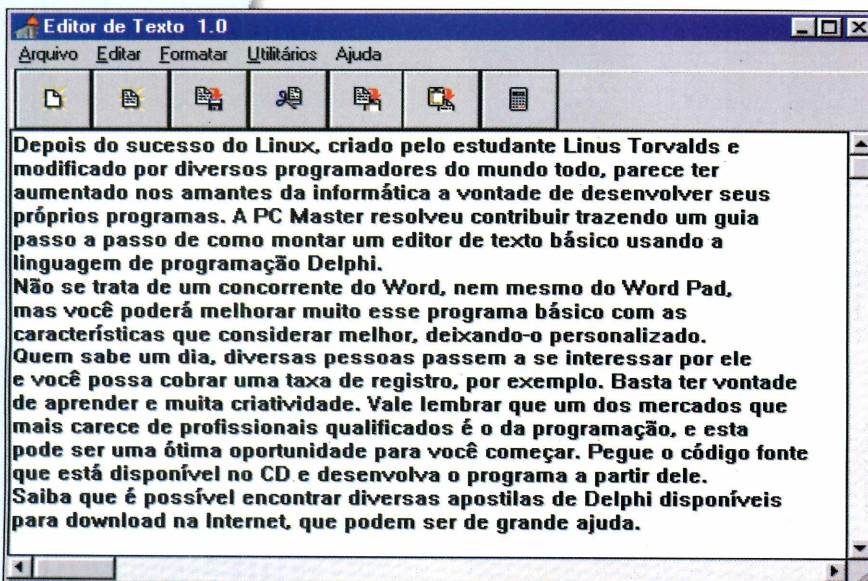 Editor de Texto 1.0
Arquivo Editar Formatar Utilitários Ajuda
Depois do sucesso do Linux, criado pelo estudante Linus Torvalds e
modificado por diversos programadores do mundo todo, parece ter
aumentado nos amantes da informática a vontade de desenvolver seus
próprios programas. A PC Master resolveu contribuir trazendo um guia
passo a passo de como montar um editor de texto básico usando a
linguagem de programação Delphi.
Não se trata de um concorrente do Word, nem mesmo do Word Pad,
mas você poderá melhorar muito esse programa básico com as
características que considerar melhor, deixando-o personalizado.
Quem sabe um dia, diversas pessoas passem a se interessar por ele
e você possa cobrar uma taxa de registro, por exemplo. Basta ter vontade
de aprender e muita criatividade. Vale lembrar que um dos mercados que
mais carece de profissionais qualificados é o da programação, e esta
pode ser uma ótima oportunidade para você começar. Pegue o código fonte
que está disponível no CD e desenvolva o programa a partir dele.
Saiba que é possível encontrar diversas apostilas de Delphi disponíveis
para download na Internet, que podem ser de grande ajuda.